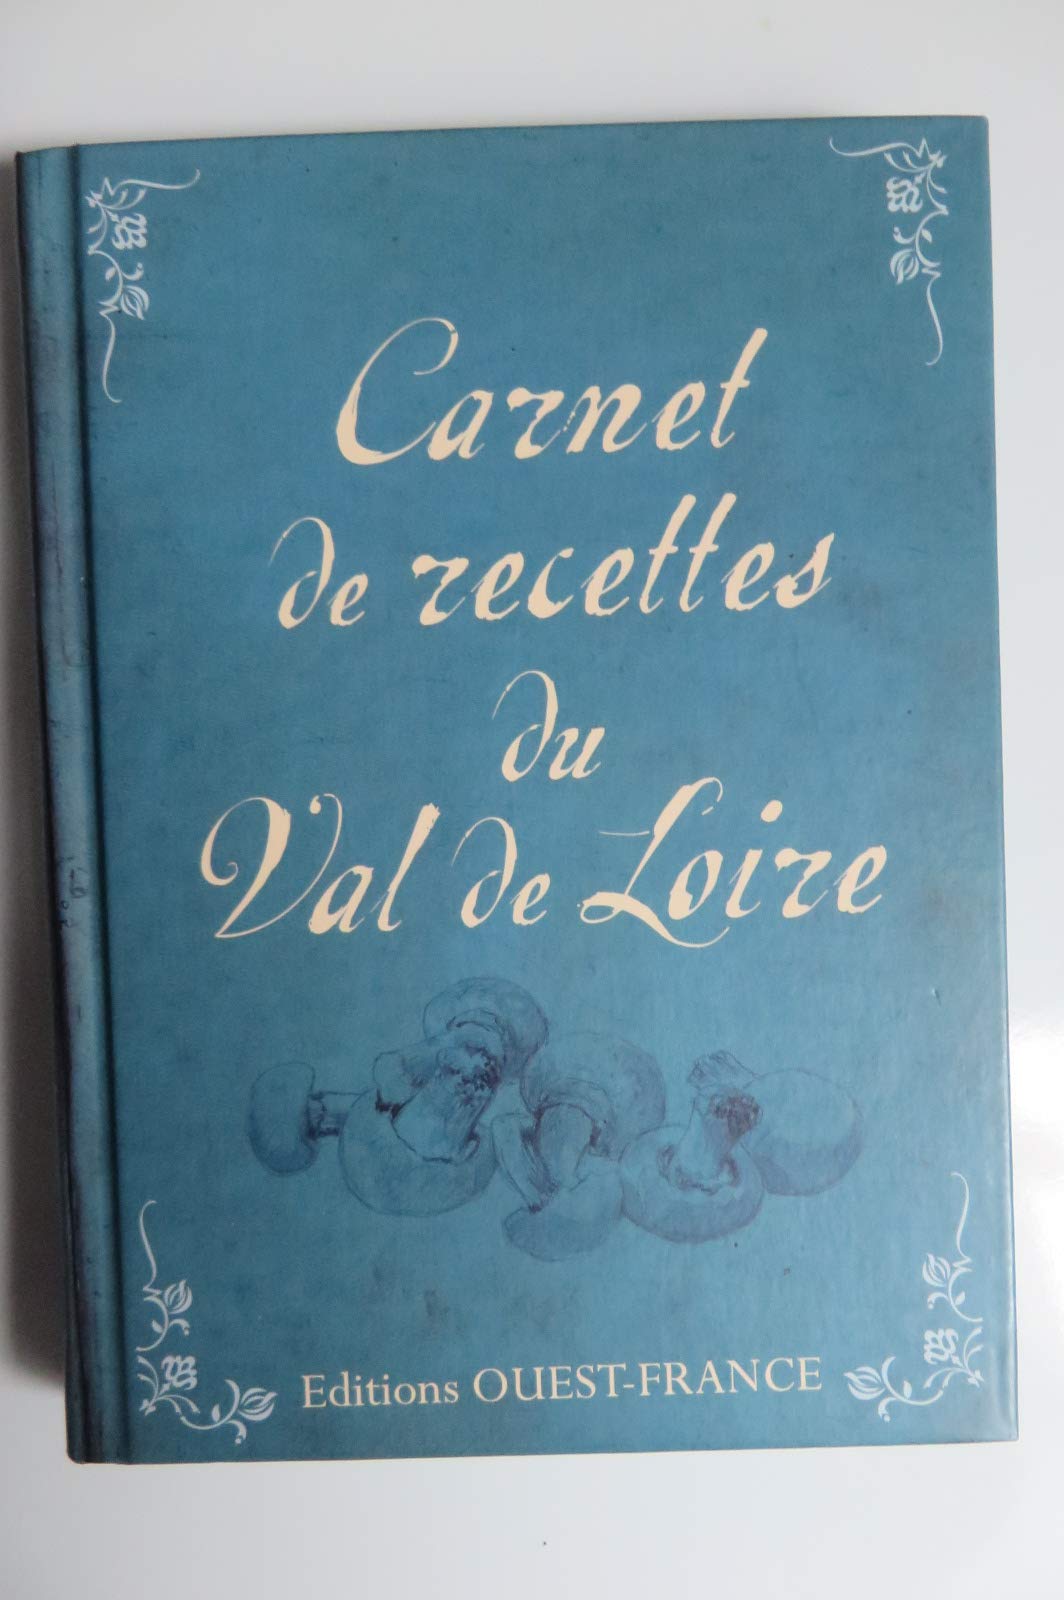 Carnet
de recettes
du
Val de Loire
Editions OUEST-FRANCE